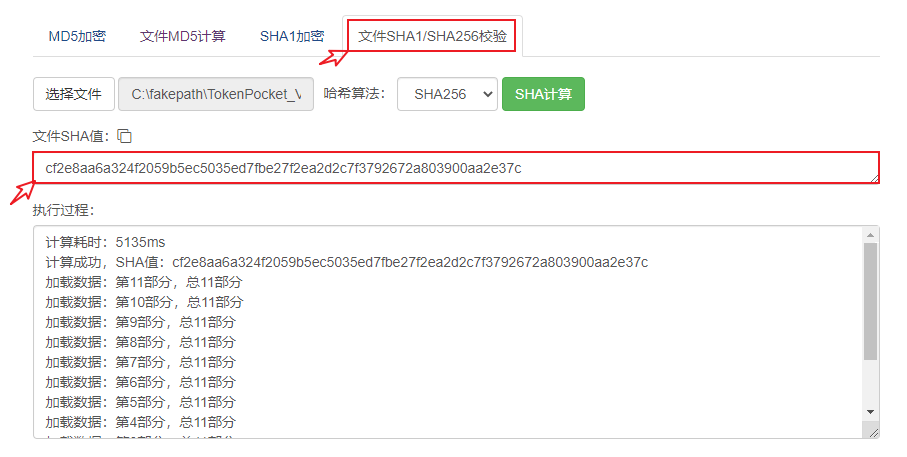 MD5加密 文件MD5计算 SHA1加密 文件SHA1/SHA256校验
选择文件 C:\fakepath\TokenPocket_V 哈希算法： SHA256 SHA计算
文件SHA值：
cf2e8aa6a324f2059b5ec5035ed7fbe27f2ea2d2c7f3792672a803900aa2e37c
执行过程：
计算耗时：5135ms
计算成功，SHA值：cf2e8aa6a324f2059b5ec5035ed7fbe27f2ea2d2c7f3792672a803900aa2e37c
加载数据：第11部分，总11部分
加载数据：第10部分，总11部分
加载数据：第9部分，总11部分
加载数据：第8部分，总11部分
加载数据：第7部分，总11部分
加载数据：第6部分，总11部分
加载数据：第5部分，总11部分
加载数据：第4部分，总11部分